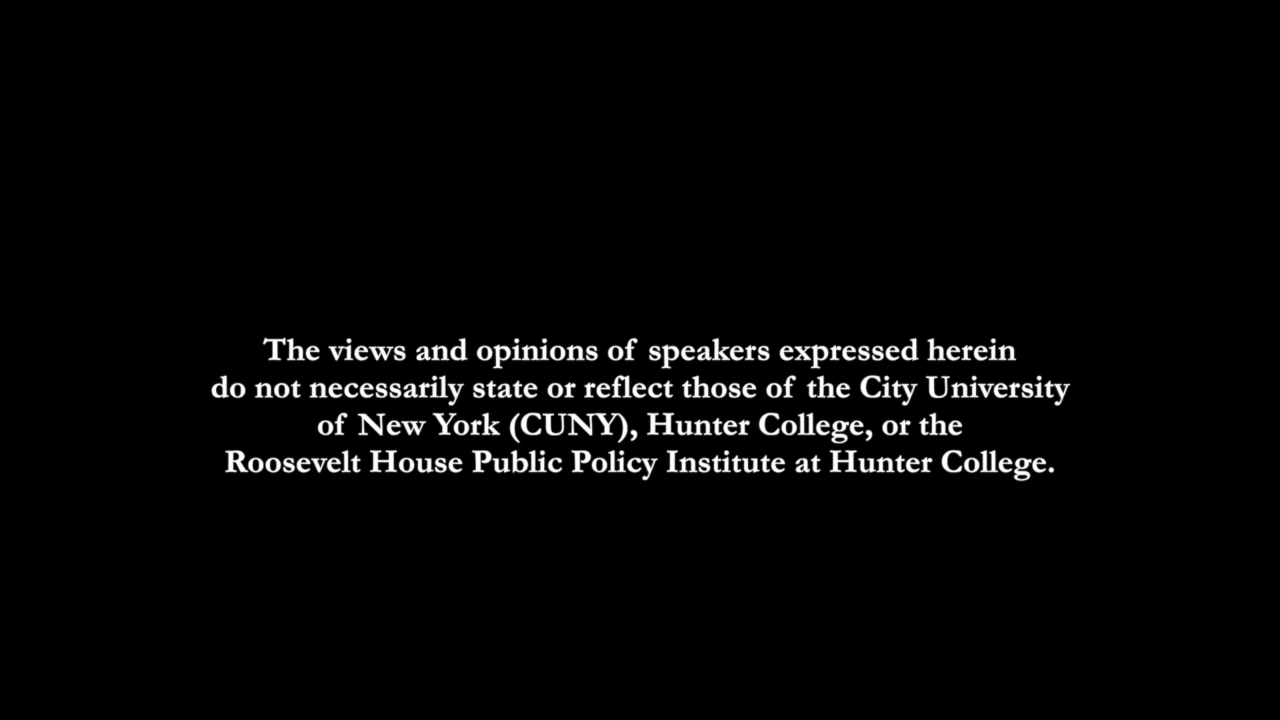 The views and opinions of speakers expressed herein
do not necessarily state or reflect those of the City University
of New York (CUNY), Hunter College, or the
Roosevelt House Public Policy Institute at Hunter College.